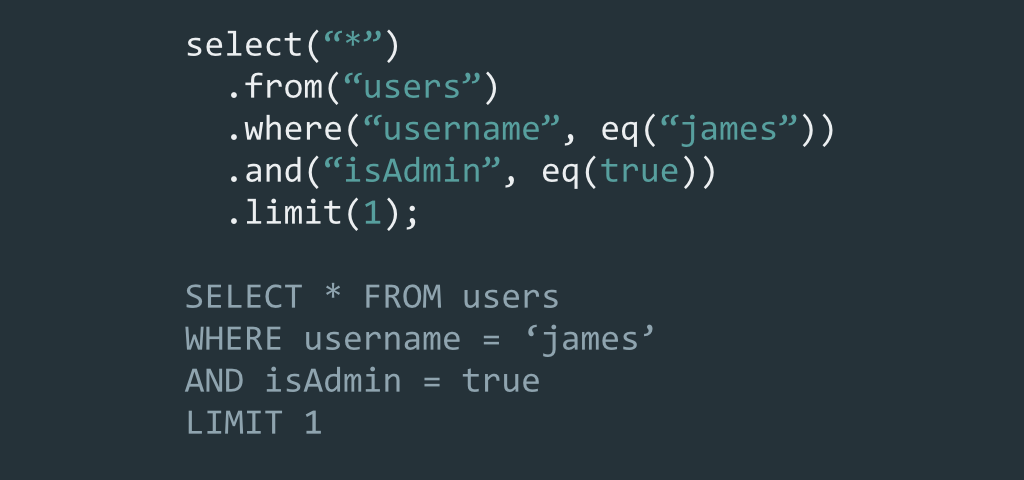 select(“*”)
.from(“users”)
.where(“username”, eq(“james”))
.and(“isAdmin”, eq(true))
.limit(1);
SELECT * FROM users
WHERE username = ‘james’
AND isAdmin = true
LIMIT 1